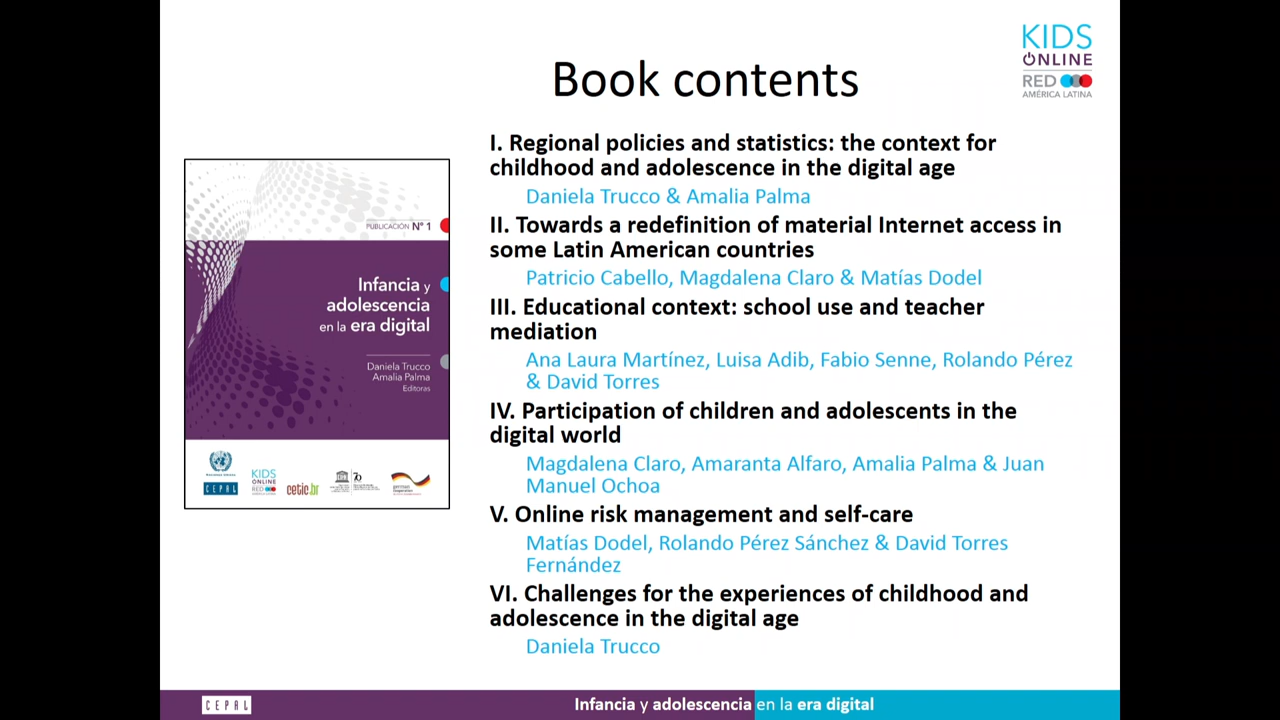 KIDS
ONLINE
RED
AMÉRICA LATINA
Book contents
I. Regional policies and statistics: the context for
childhood and adolescence in the digital age
Daniela Trucco & Amalia Palma
II. Towards a redefinition of material Internet access in
some Latin American countries
Patricio Cabello, Magdalena Claro & Matías Dodel
III. Educational context: school use and teacher
mediation
Ana Laura Martínez, Luisa Adib, Fabio Senne, Rolando Pérez
& David Torres
IV. Participation of children and adolescents in the
digital world
Magdalena Claro, Amaranta Alfaro, Amalia Palma & Juan
Manuel Ochoa
V. Online risk management and self-care
Matías Dodel, Rolando Pérez Sánchez & David Torres
Fernández
VI. Challenges for the experiences of childhood and
adolescence in the digital age
Daniela Trucco
PUBLICACIÓN N° 1
Infancia y
adolescencia
en la era digital
Daniela Trucco
Amalia Palma
Editoras
CEPAL
KIDS
ONLINE
RED
cetic.br
CEPAL
Infancia y adolescencia en la era digital